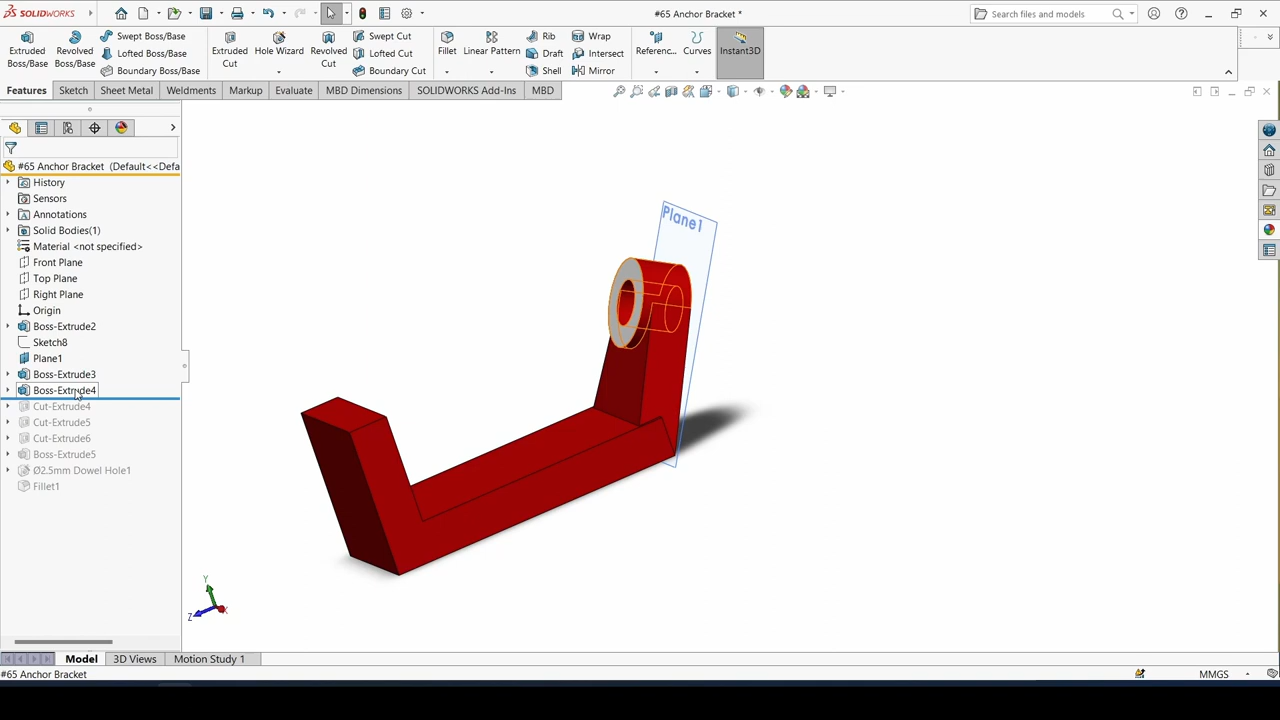 SOLIDWORKS
#65 Anchor Bracket *
Search files and models
Extruded Boss/Base
Revolved Boss/Base
Swept Boss/Base
Lofted Boss/Base
Boundary Boss/Base
Extruded Cut
Hole Wizard
Revolved Cut
Swept Cut
Lofted Cut
Boundary Cut
Fillet
Linear Pattern
Rib
Draft
Shell
Wrap
Intersect
Mirror
Referenc...
Curves
Instant3D
Features
Sketch
Sheet Metal
Weldments
Markup
Evaluate
MBD Dimensions
SOLIDWORKS Add-Ins
MBD
#65 Anchor Bracket (Default<<Defa
History
Sensors
Annotations
Solid Bodies(1)
Material <not specified>
Front Plane
Top Plane
Right Plane
Origin
Boss-Extrude2
Sketch8
Plane1
Boss-Extrude3
Boss-Extrude4
Cut-Extrude4
Cut-Extrude5
Cut-Extrude6
Boss-Extrude5
Ø2.5mm Dowel Hole1
Fillet1
Plane1
Y
Z
X
Model
3D Views
Motion Study 1
#65 Anchor Bracket
MMGS